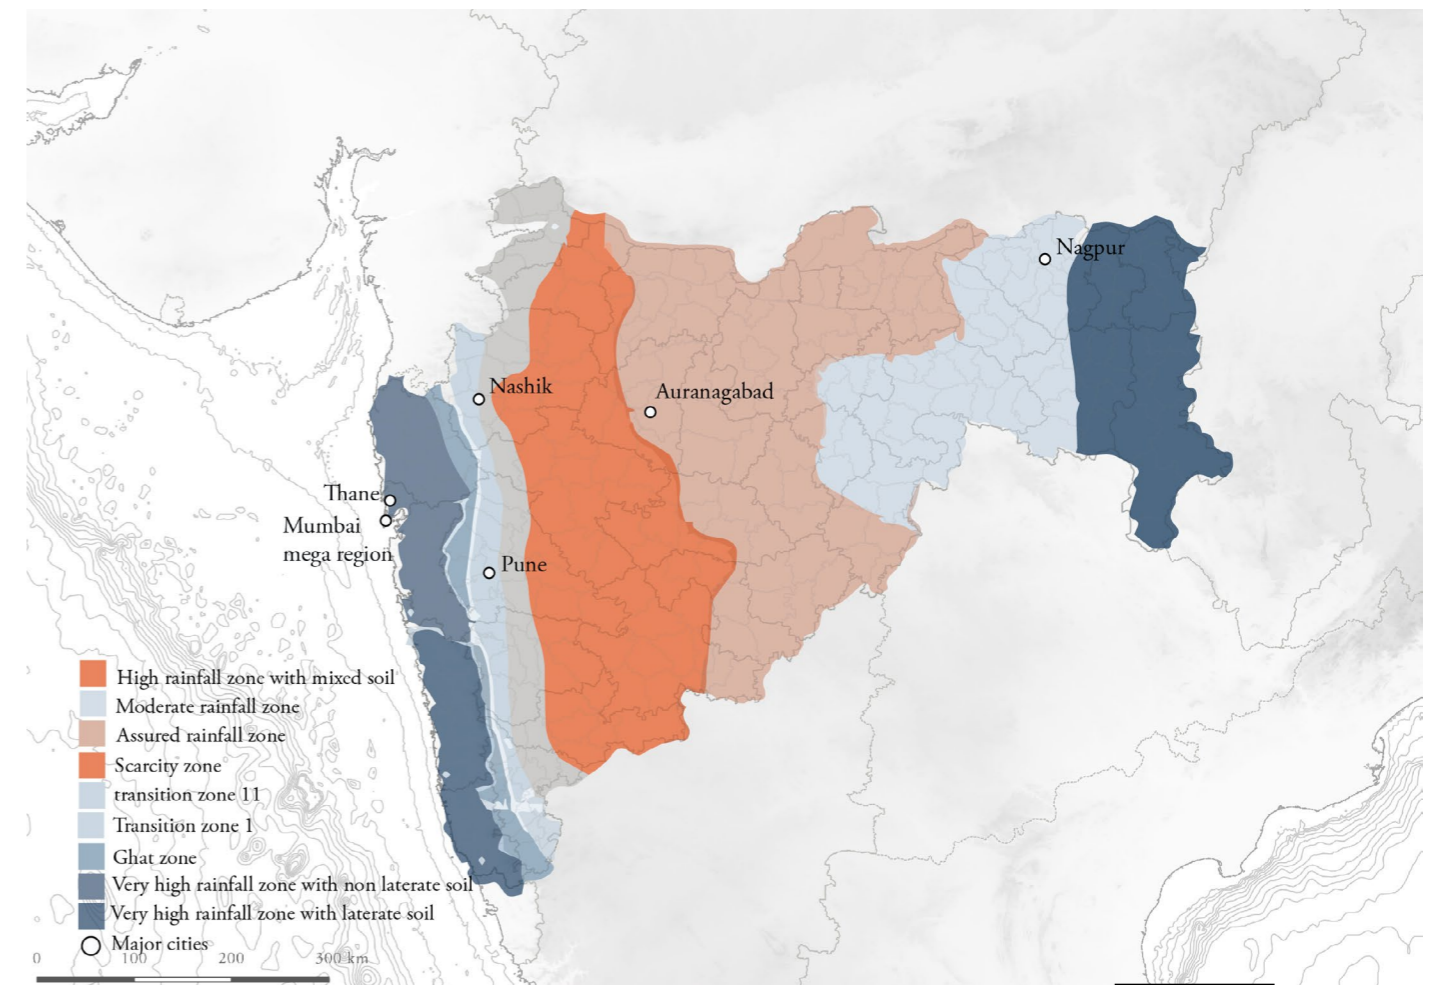 Nagpur
Nashik
Auranagabad
Thane
Mumbai
mega region
Pune
High rainfall zone with mixed soil
Moderate rainfall zone
Assured rainfall zone
Scarcity zone
transition zone 11
Transition zone 1
Ghat zone
Very high rainfall zone with non laterate soil
Very high rainfall zone with laterate soil
Major cities
0 100 200 300 km